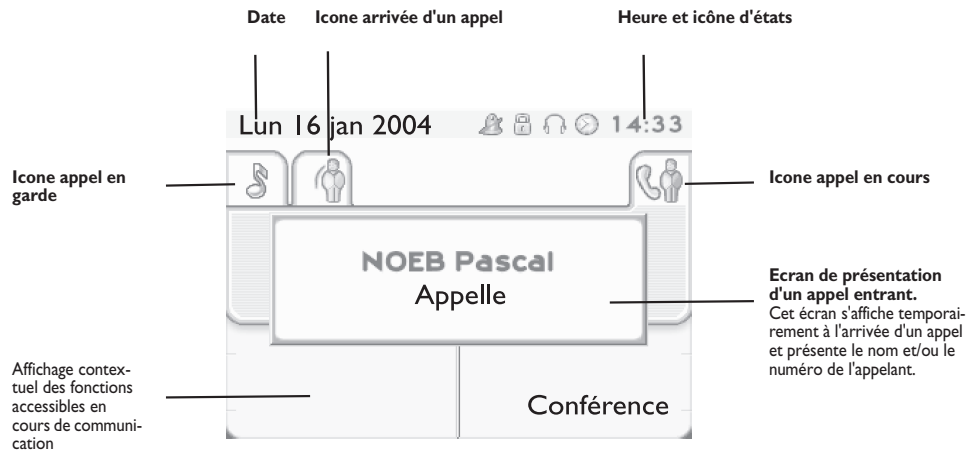 Date
Icone arrivée d'un appel
Heure et icône d'états
Lun 16 jan 2004
14:33
Icone appel en
garde
Icone appel en cours
NOEB Pascal
Appelle
Ecran de présentation
d'un appel entrant.
Cet écran s'affiche temporai-
rement à l'arrivée d'un appel
et présente le nom et/ou le
numéro de l'appelant.
Affichage contex-
tuel des fonctions
accessibles en
cours de communi-
cation
Conférence